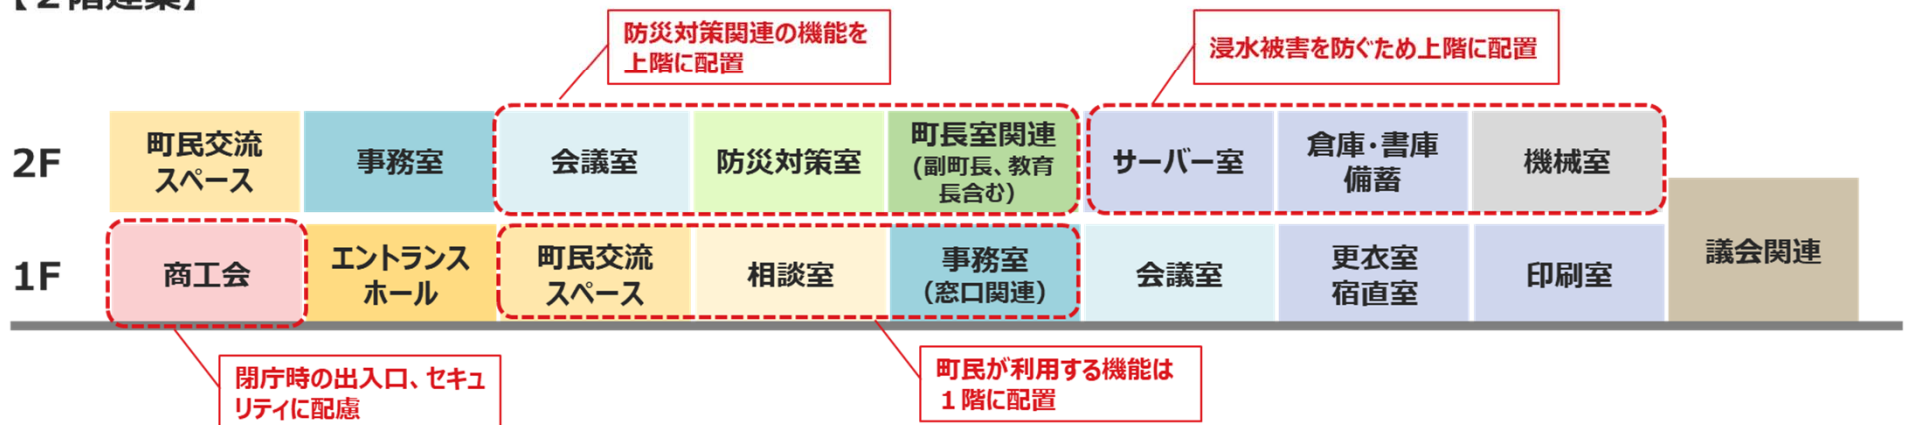 【２階建案】
防災対策関連の機能を
上階に配置
浸水被害を防ぐため上階に配置
2F
町民交流
スペース
事務室
会議室
防災対策室
町長室関連
(副町長、教育
長含む)
サーバー室
倉庫・書庫
備蓄
機械室
1F
商工会
エントランス
ホール
町民交流
スペース
相談室
事務室
（窓口関連）
会議室
更衣室
宿直室
印刷室
議会関連
閉庁時の出入口、セキュ
リティに配慮
町民が利用する機能は
１階に配置